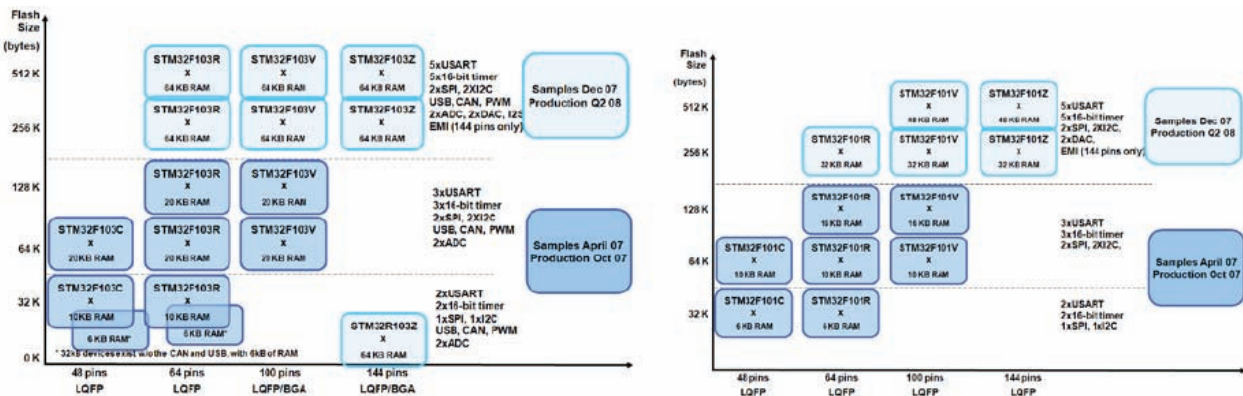 Flash
Size
(bytes)
512 K
256 K
128 K
64 K
32 K
0 K
STM32F103R
X
64 KB RAM
STM32F103V
X
64 KB RAM
STM32F103Z
X
64 KB RAM
STM32F103R
X
64 KB RAM
STM32F103V
X
64 KB RAM
STM32F103Z
X
64 KB RAM
5xUSART
5x16-bit timer
2xSPI, 2XI2C
USB, CAN, PWM
2xADC, 2xDAC, I2S
EMI (144 pins only)
Samples Dec 07
Production Q2 08
STM32F103R
X
20 KB RAM
STM32F103V
X
20 KB RAM
STM32F103C
X
20 KB RAM
STM32F103R
X
20 KB RAM
STM32F103V
X
20 KB RAM
3xUSART
3x16-bit timer
2xSPI, 2XI2C
USB, CAN, PWM
2xADC
Samples April 07
Production Oct 07
STM32F103C
X
10KB RAM
6 KB RAM*
STM32F103R
X
10 KB RAM
6 KB RAM*
STM32R103Z
X
64 KB RAM
2xUSART
2x16-bit timer
1xSPI, 1xI2C
USB, CAN, PWM
2xADC
* 32kB devices exist w/o the CAN and USB, with 6kB of RAM
48 pins
LQFP
64 pins
LQFP
100 pins
LQFP/BGA
144 pins
LQFP/BGA
Flash
Size
(bytes)
512 K
256 K
128 K
64 K
32 K
STM32F101V
X
48 KB RAM
STM32F101Z
X
48 KB RAM
STM32F101R
X
32 KB RAM
STM32F101V
X
32 KB RAM
STM32F101Z
X
32 KB RAM
5xUSART
5x16-bit timer
2xSPI, 2XI2C,
2xDAC,
EMI (144 pins only)
Samples Dec 07
Production Q2 08
STM32F101R
X
16 KB RAM
STM32F101V
X
16 KB RAM
STM32F101C
X
10 KB RAM
STM32F101R
X
10 KB RAM
STM32F101V
X
10 KB RAM
3xUSART
3x16-bit timer
2xSPI, 2XI2C,
Samples April 07
Production Oct 07
STM32F101C
X
6 KB RAM
STM32F101R
X
6 KB RAM
2xUSART
2x16-bit timer
1xSPI, 1xI2C
48 pins
LQFP
64 pins
LQFP
100 pins
LQFP
144 pins
LQFP